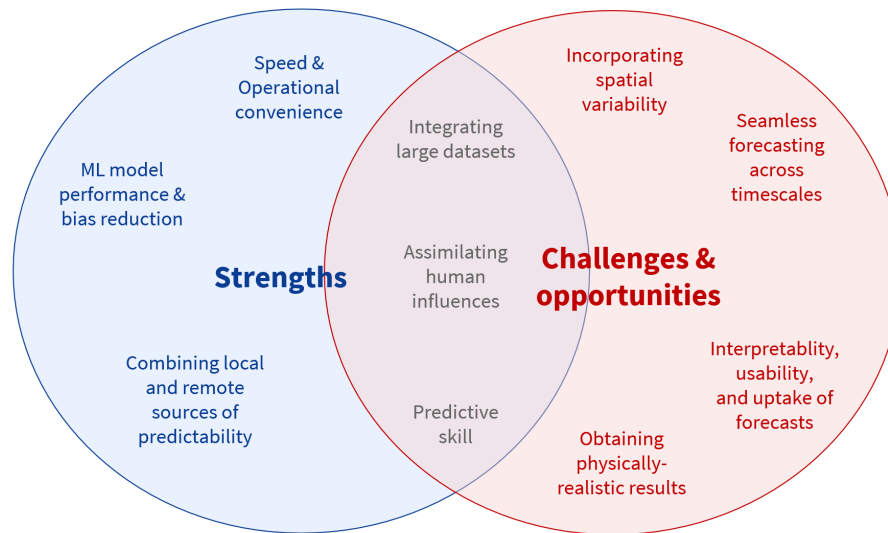 Speed &
Operational
convenience
ML model
performance &
bias reduction
Strengths
Combining local
and remote
sources of
predictability
Integrating
large datasets
Assimilating
human
influences
Predictive
skill
Incorporating
spatial
variability
Seamless
forecasting
across
timescales
Challenges &
opportunities
Interpretablity,
usability,
and uptake of
forecasts
Obtaining
physically-
realistic results